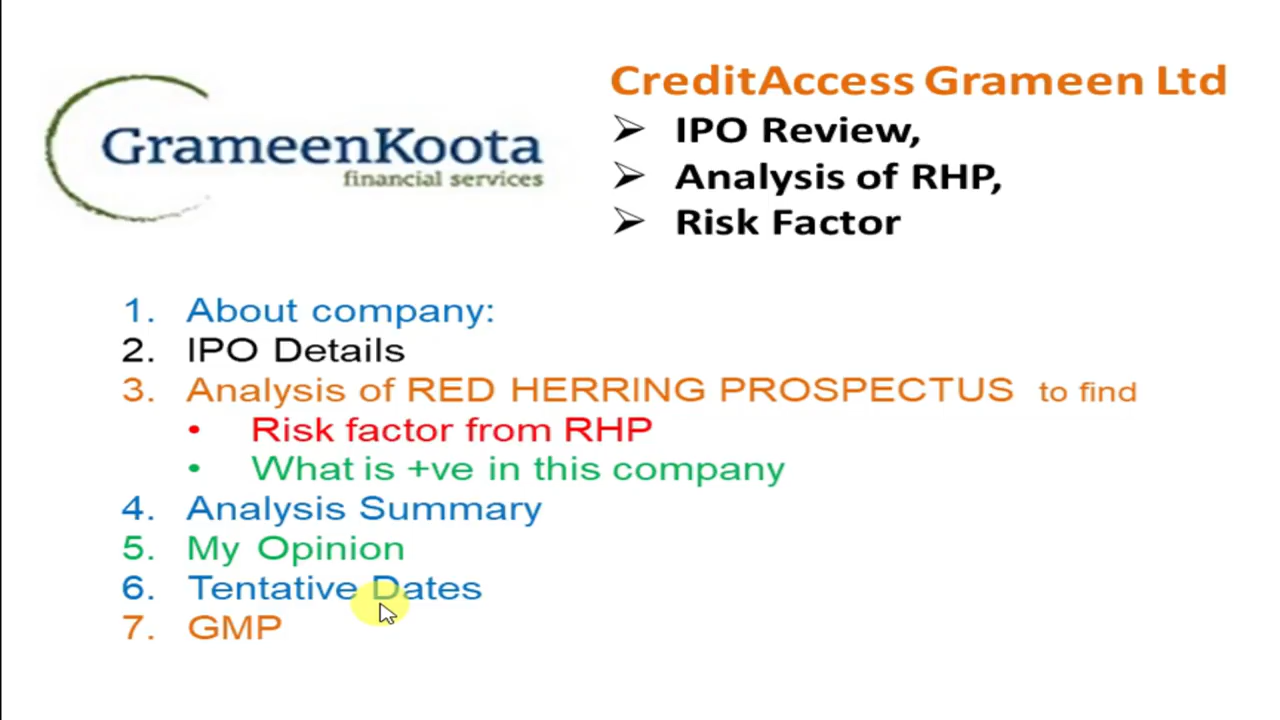 GrameenKoota
financial services
CreditAccess Grameen Ltd
➢ IPO Review,
➢ Analysis of RHP,
➢ Risk Factor
1. About company:
2. IPO Details
3. Analysis of RED HERRING PROSPECTUS to find
• Risk factor from RHP
• What is +ve in this company
4. Analysis Summary
5. My Opinion
6. Tentative Dates
7. GMP